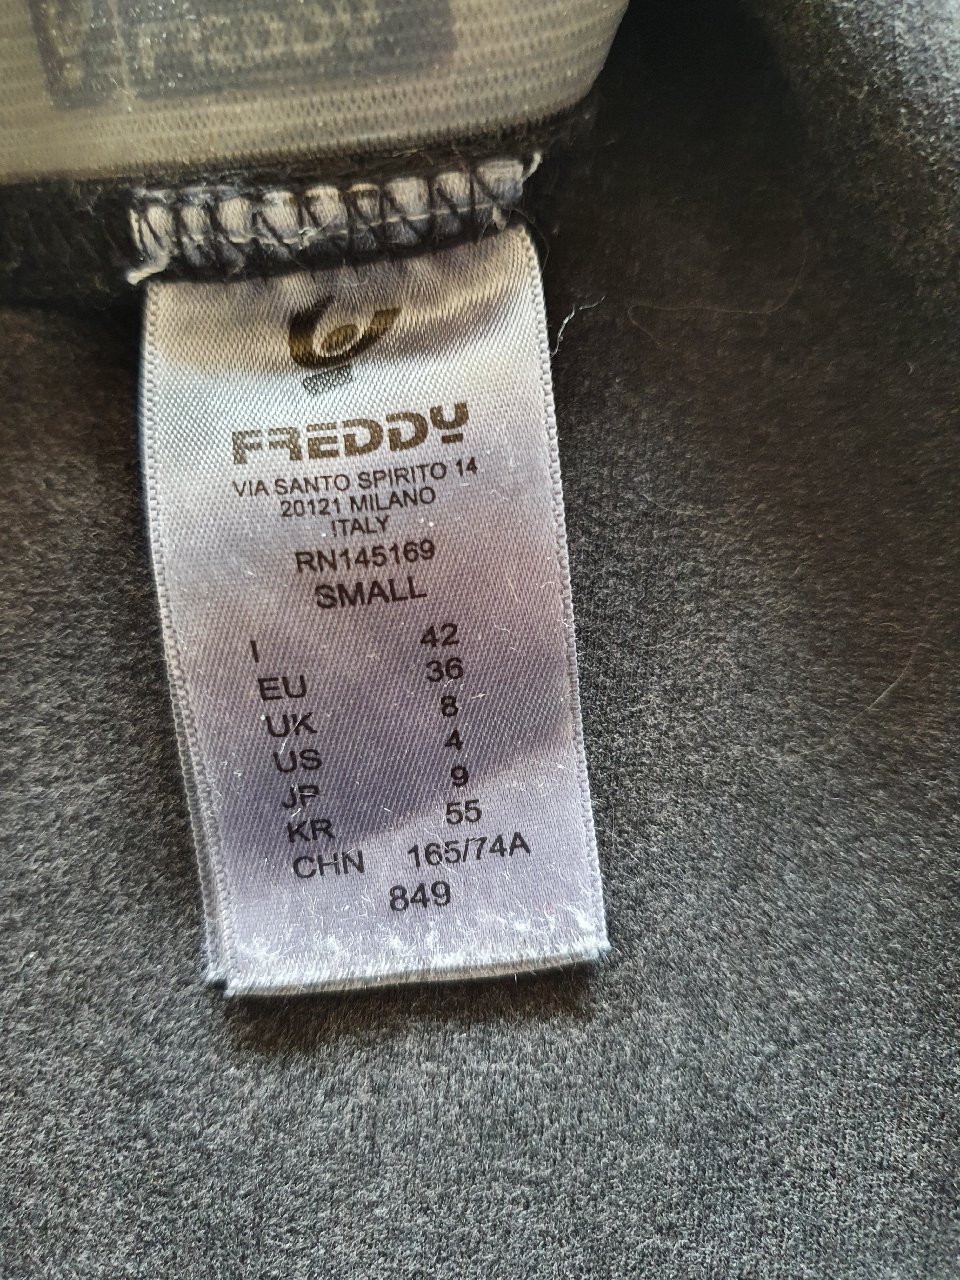 FREDDY
VIA SANTO SPIRITO 14
20121 MILANO
ITALY
RN145169
SMALL
I 42
EU 36
UK 8
US 4
JP 9
KR 55
CHN 165/74A
849